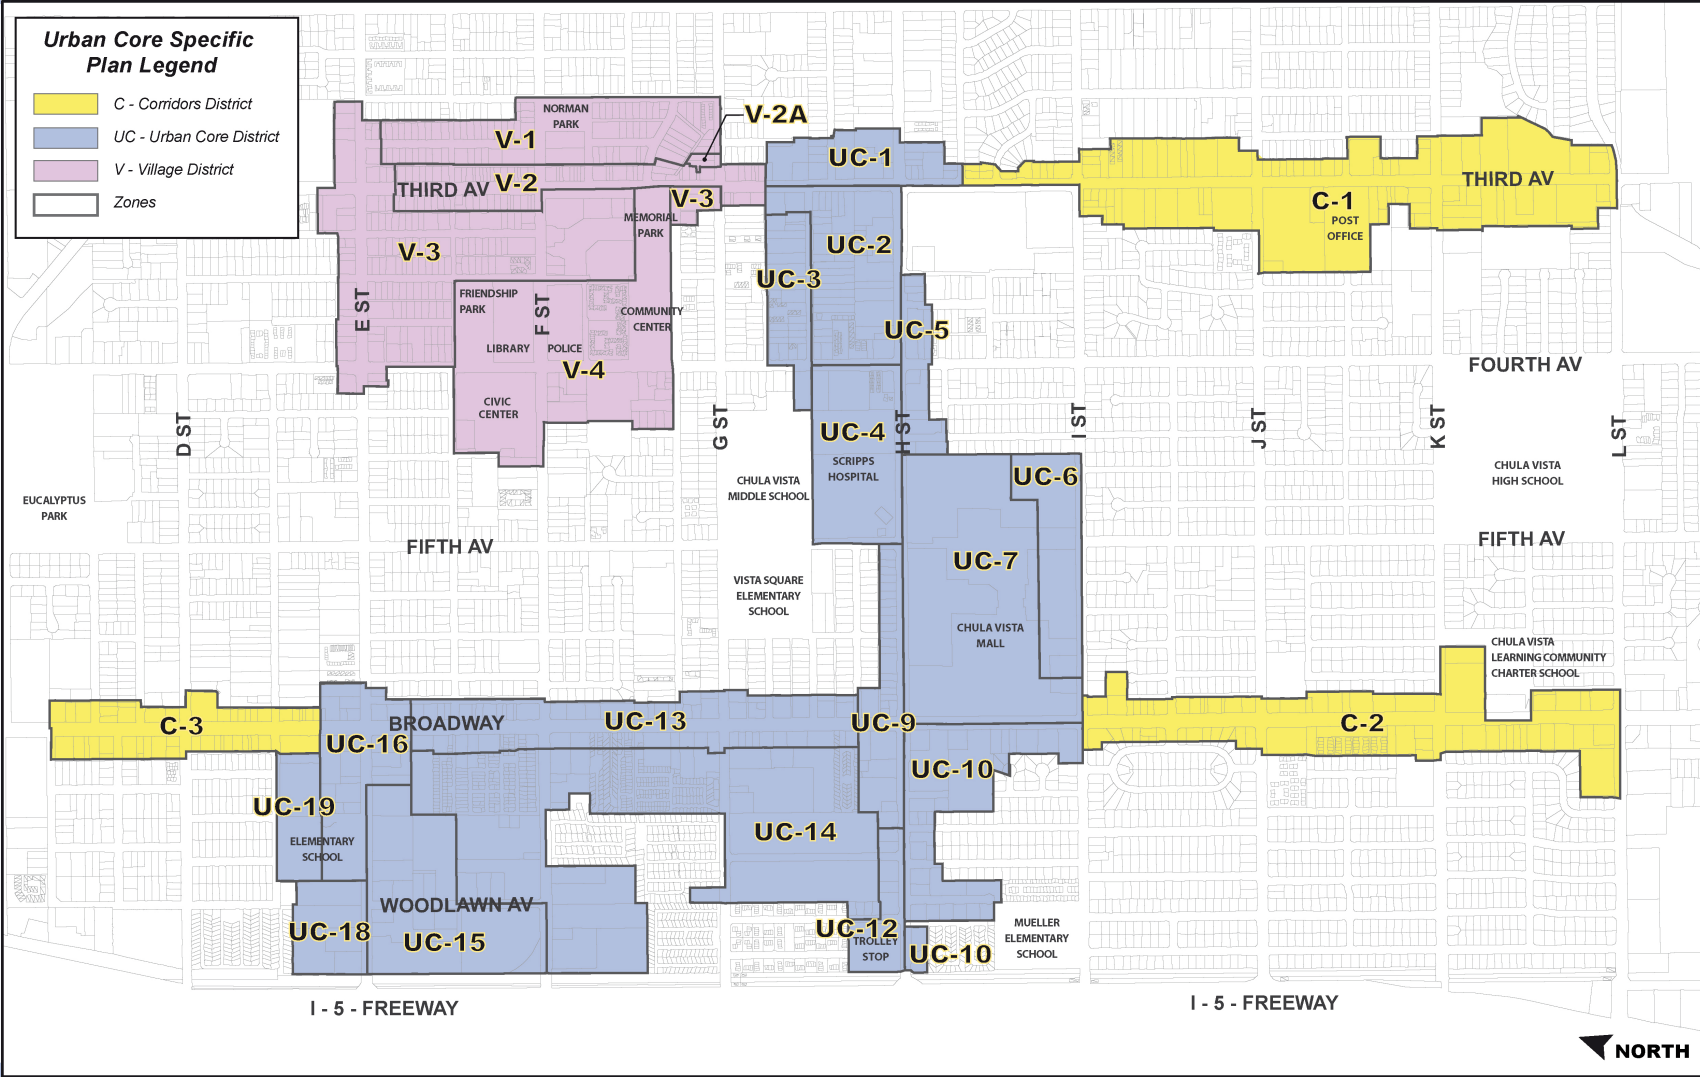 Urban Core Specific
Plan Legend
C - Corridors District
UC - Urban Core District
V - Village District
Zones
NORMAN
PARK
V-1
V-2A
UC-1
V-2
THIRD AV
V-3
THIRD AV
C-1
POST
OFFICE
MEMORIAL
PARK
V-3
UC-2
UC-3
E ST
FRIENDSHIP
PARK
F ST
COMMUNITY
CENTER
UC-5
LIBRARY
POLICE
V-4
FOURTH AV
CIVIC
CENTER
D ST
G ST
UC-4
H ST
I ST
J ST
K ST
L ST
SCRIPPS
HOSPITAL
UC-6
CHULA VISTA
MIDDLE SCHOOL
CHULA VISTA
HIGH SCHOOL
EUCALYPTUS
PARK
FIFTH AV
FIFTH AV
UC-7
VISTA SQUARE
ELEMENTARY
SCHOOL
CHULA VISTA
MALL
CHULA VISTA
LEARNING COMMUNITY
CHARTER SCHOOL
C-3
BROADWAY
UC-13
UC-9
C-2
UC-16
UC-10
UC-19
UC-14
ELEMENTARY
SCHOOL
WOODLAWN AV
UC-18
UC-15
UC-12
TROLLEY
STOP
UC-10
MUELLER
ELEMENTARY
SCHOOL
I - 5 - FREEWAY
I - 5 - FREEWAY
NORTH